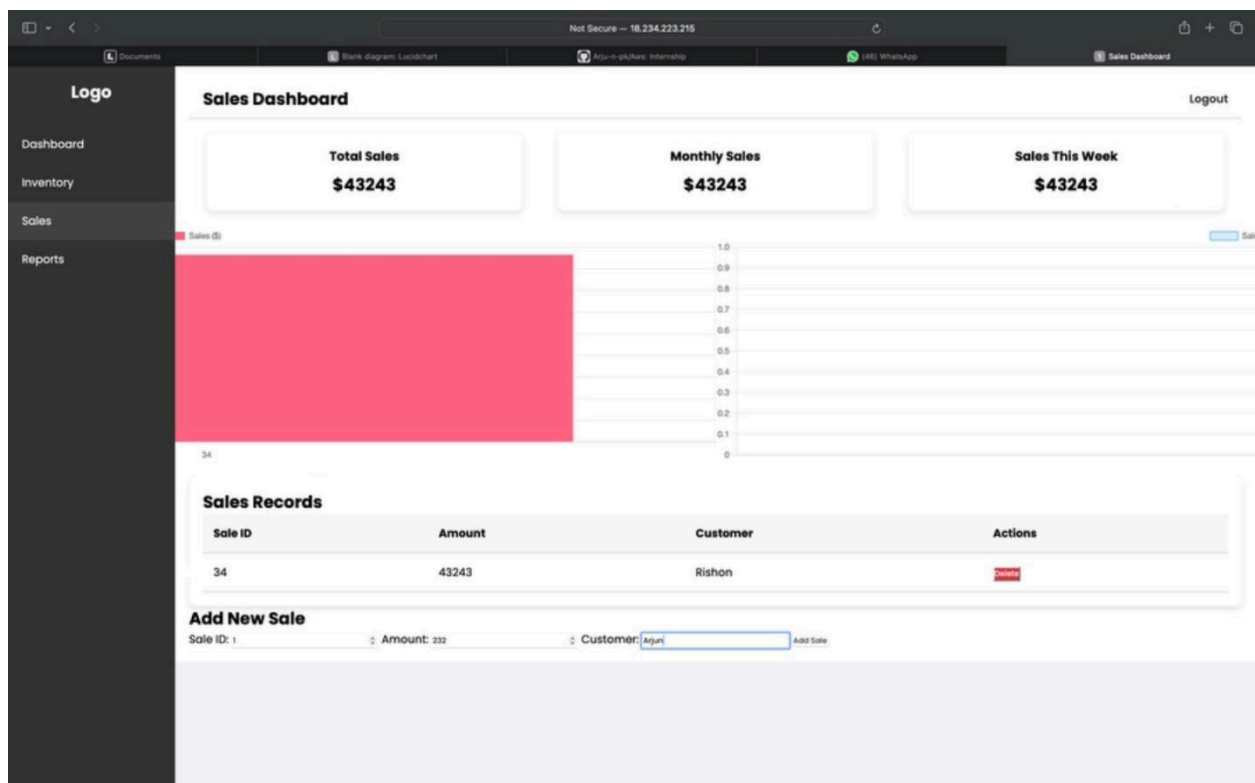 Not Secure — 18.234.223.215
Documents
Blank diagram: Lucidchart
Arju-n-pk/Aws: Internship
(46) WhatsApp
Sales Dashboard
Logo
Dashboard
Inventory
Sales
Reports
Sales Dashboard
Logout
Total Sales
$43243
Monthly Sales
$43243
Sales This Week
$43243
Sales ($)
34
Sale
1.0
0.9
0.8
0.7
0.6
0.5
0.4
0.3
0.2
0.1
0
Sales Records
Sale ID Amount Customer Actions
34 43243 Rishon Delete
Add New Sale
Sale ID: 1 Amount: 232 Customer: Arjun Add Sale